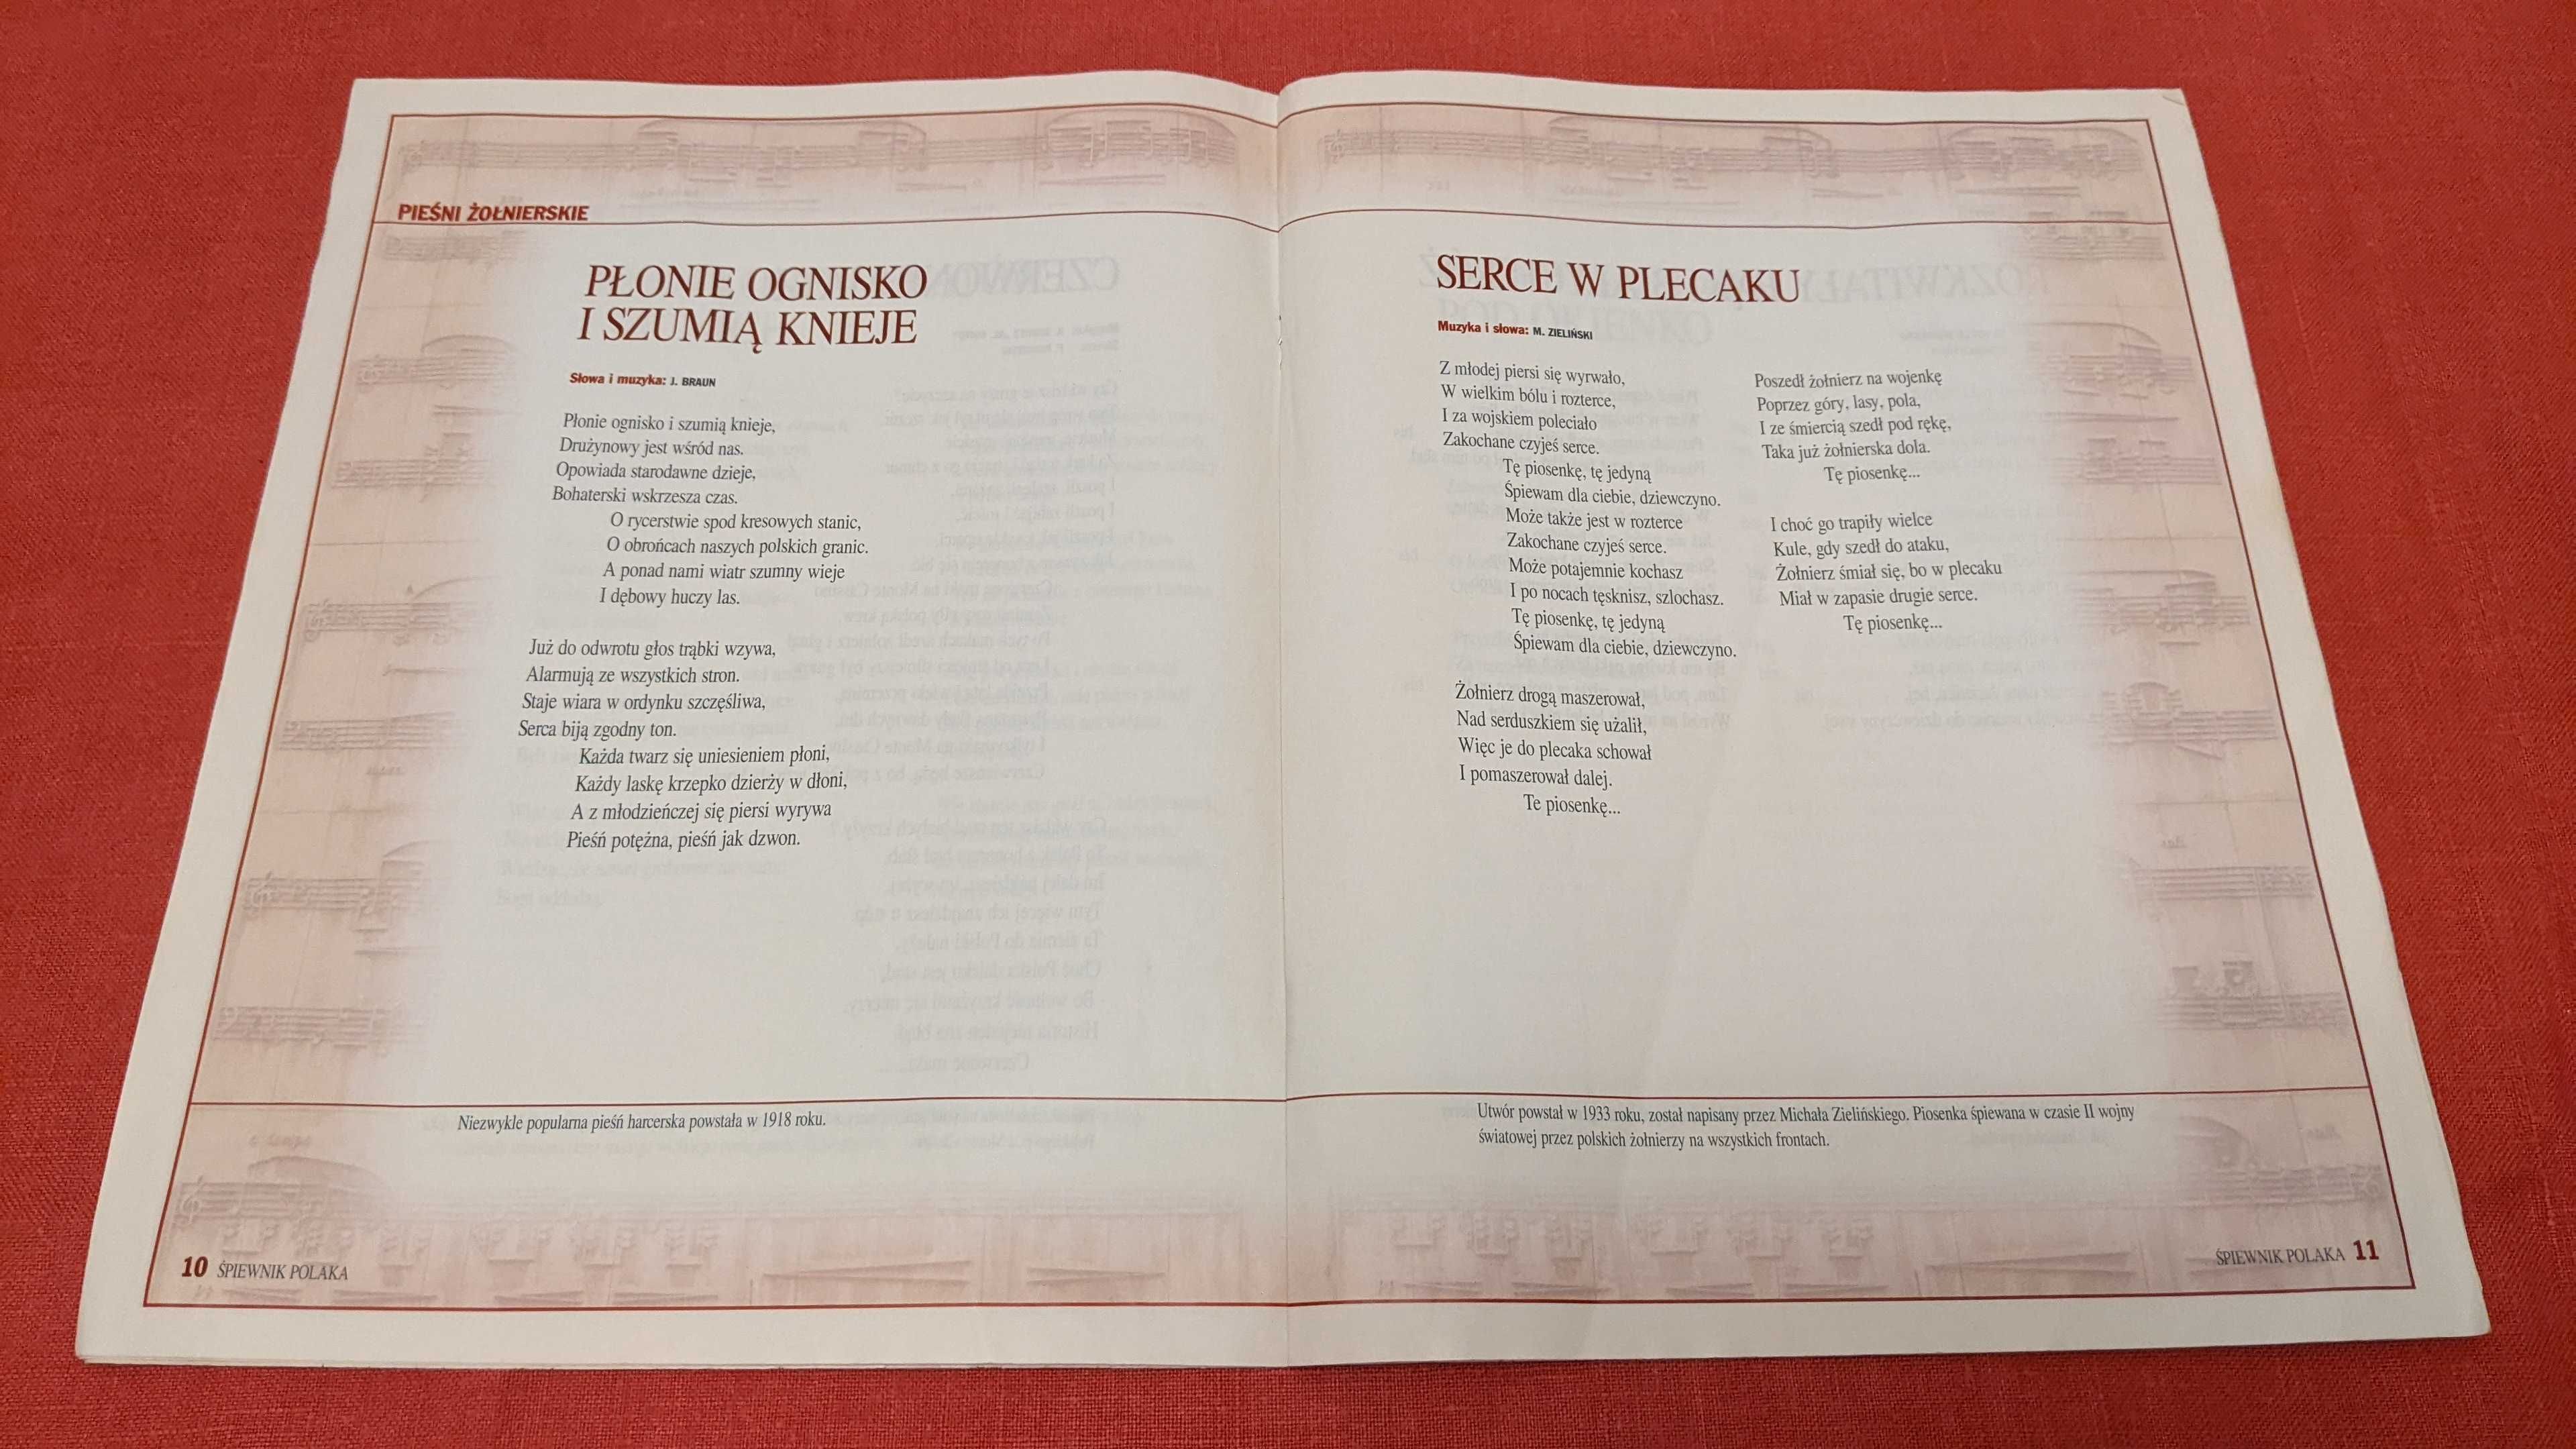 PIEŚNI ŻOŁNIERSKIE
PŁONIE OGNISKO
I SZUMIĄ KNIEJE
Słowa i muzyka: J. BRAUN
Płonie ognisko i szumią knieje,
Drużynowy jest wśród nas.
Opowiada starodawne dzieje,
Bohaterski wskrzesza czas.
O rycerstwie spod kresowych stanic,
O obrońcach naszych polskich granic.
A ponad nami wiatr szumny wieje
I dębowy huczy las.
Już do odwrotu głos trąbki wzywa,
Alarmują ze wszystkich stron.
Staje wiara w ordynku szczęśliwa,
Serca biją zgodny ton.
Każda twarz się uniesieniem płoni,
Każdy laskę krzepko dzierży w dłoni,
A z młodzieńczej się piersi wyrywa
Pieśń potężna, pieśń jak dzwon.
Niezwykle popularna pieśń harcerska powstała w 1918 roku.
10 ŚPIEWNIK POLAKA
SERCE W PLECAKU
Muzyka i słowa: M. ZIELIŃSKI
Z młodej piersi się wyrwało,
W wielkim bólu i rozterce,
I za wojskiem poleciało
Zakochane czyjeś serce.
Tę piosenkę, tę jedyną
Śpiewam dla ciebie, dziewczyno.
Może także jest w rozterce
Zakochane czyjeś serce.
Może potajemnie kochasz
I po nocach tęsknisz, szlochasz.
Tę piosenkę, tę jedyną
Śpiewam dla ciebie, dziewczyno.
Żołnierz drogą maszerował,
Nad serduszkiem się użalił,
Więc je do plecaka schował
I pomaszerował dalej.
Te piosenkę...
Poszedł żołnierz na wojenkę
Poprzez góry, lasy, pola,
I ze śmiercią szedł pod rękę,
Taka już żołnierska dola.
Tę piosenkę...
I choć go trapiły wielce
Kule, gdy szedł do ataku,
Żołnierz śmiał się, bo w plecaku
Miał w zapasie drugie serce.
Tę piosenkę...
Utwór powstał w 1933 roku, został napisany przez Michała Zielińskiego. Piosenka śpiewana w czasie II wojny
światowej przez polskich żołnierzy na wszystkich frontach.
ŚPIEWNIK POLAKA 11